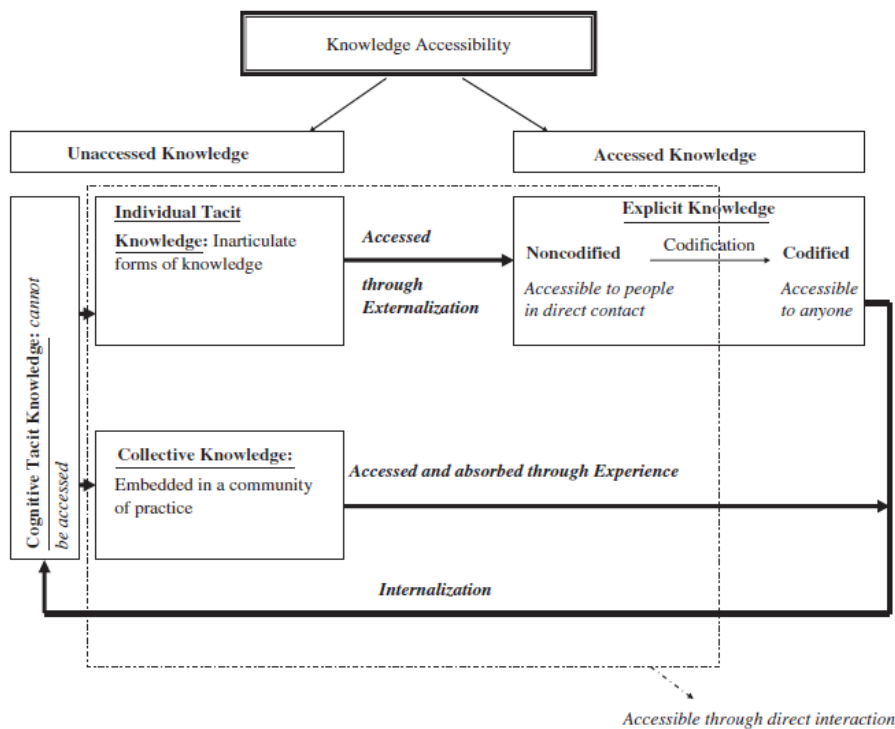 Knowledge Accessibility
Unaccessed Knowledge
Accessed Knowledge
Cognitive Tacit Knowledge: cannot
be accessed
Individual Tacit
Knowledge: Inarticulate
forms of knowledge
Accessed
through
Externalization
Explicit Knowledge
Noncodified
Codification
Codified
Accessible to people
in direct contact
Accessible
to anyone
Collective Knowledge:
Embedded in a community
of practice
Accessed and absorbed through Experience
Internalization
Accessible through direct interaction